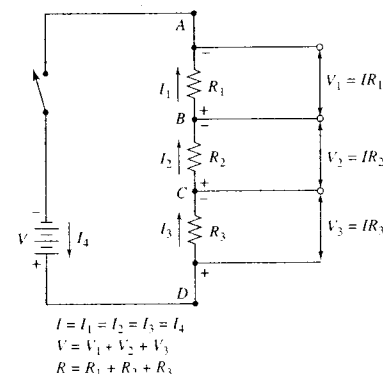 A
−
I₁
R₁
V₁ = IR₁
+
B
−
I₂
R₂
V₂ = IR₂
+
C
−
−
V
I₄
+
I₃
R₃
V₃ = IR₃
+
D
I = I₁ = I₂ = I₃ = I₄
V = V₁ + V₂ + V₃
R = R₁ + R₂ + R₃